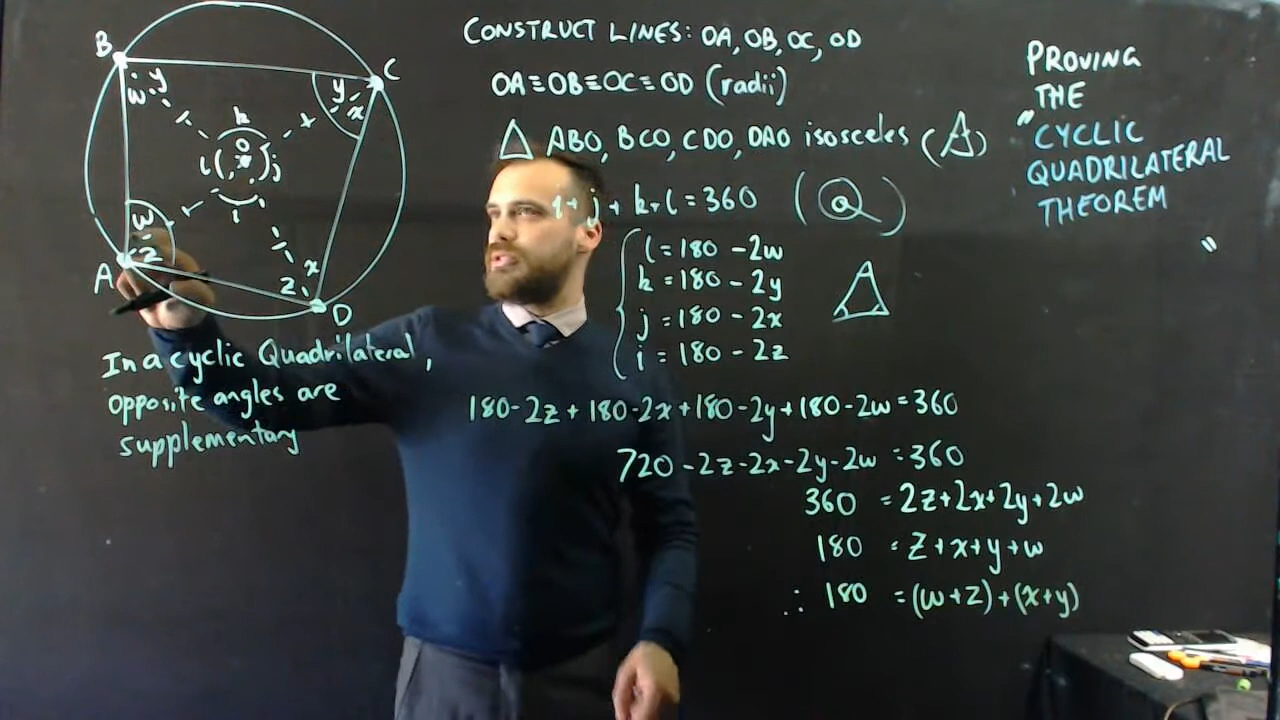 CONSTRUCT LINES: OA, OB, OC, OD
OA≡OB≡OC≡OD (radii)
△ ABO, BCO, CDO, DAO isosceles (A)
i + j + k + l = 360 (Q)
l = 180 - 2w
k = 180 - 2y
j = 180 - 2x
i = 180 - 2z
180-2z + 180-2x + 180-2y + 180-2w = 360
720 - 2z - 2x - 2y - 2w = 360
360 = 2z + 2x + 2y + 2w
180 = z + x + y + w
∴ 180 = (w+z) + (x+y)
PROVING
THE
"CYCLIC
QUADRILATERAL
THEOREM
"
B
C
w y
y x
k
O
l j
i
w
z
A
x
z
D
In a cyclic Quadrilateral,
opposite angles are
supplementary